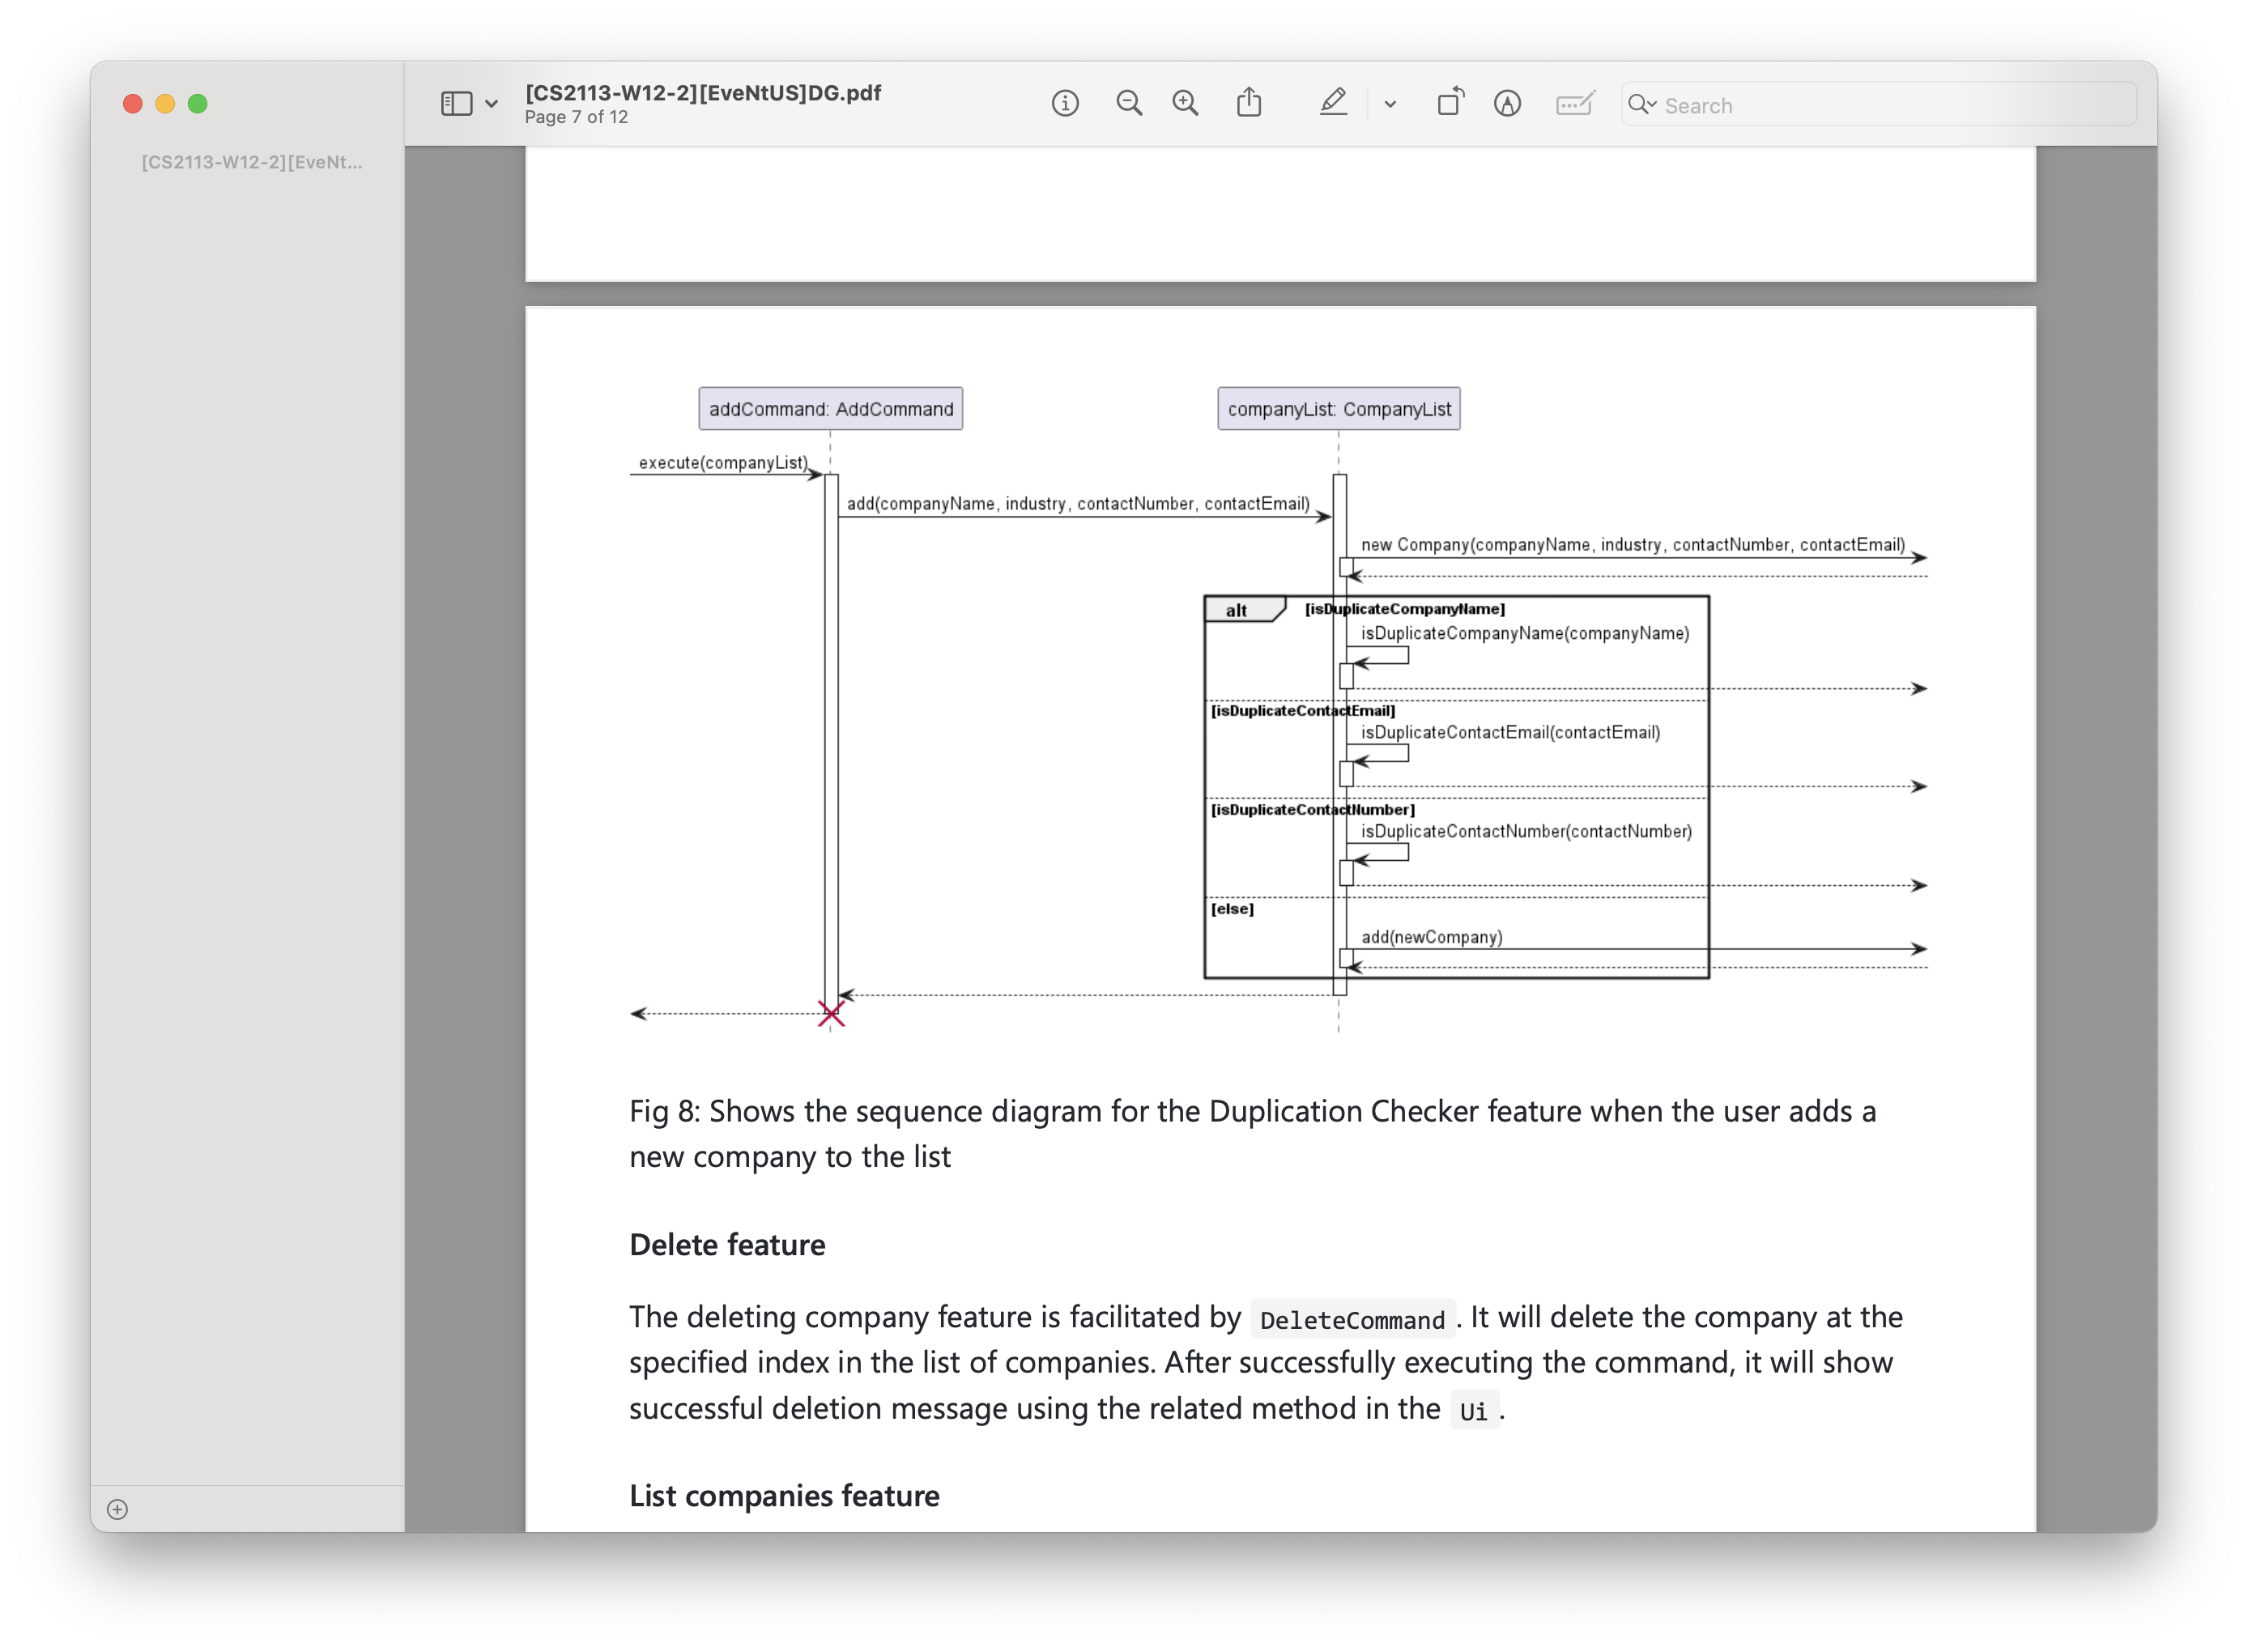 [CS2113-W12-2][EveNtUS]DG.pdf
Page 7 of 12
Search
[CS2113-W12-2][EveNt...
addCommand: AddCommand
companyList: CompanyList
execute(companyList)
add(companyName, industry, contactNumber, contactEmail)
new Company(companyName, industry, contactNumber, contactEmail)
alt
[isDuplicateCompanyName]
isDuplicateCompanyName(companyName)
[isDuplicateContactEmail]
isDuplicateContactEmail(contactEmail)
[isDuplicateContactNumber]
isDuplicateContactNumber(contactNumber)
[else]
add(newCompany)
Fig 8: Shows the sequence diagram for the Duplication Checker feature when the user adds a
new company to the list
Delete feature
The deleting company feature is facilitated by DeleteCommand . It will delete the company at the
specified index in the list of companies. After successfully executing the command, it will show
successful deletion message using the related method in the Ui .
List companies feature